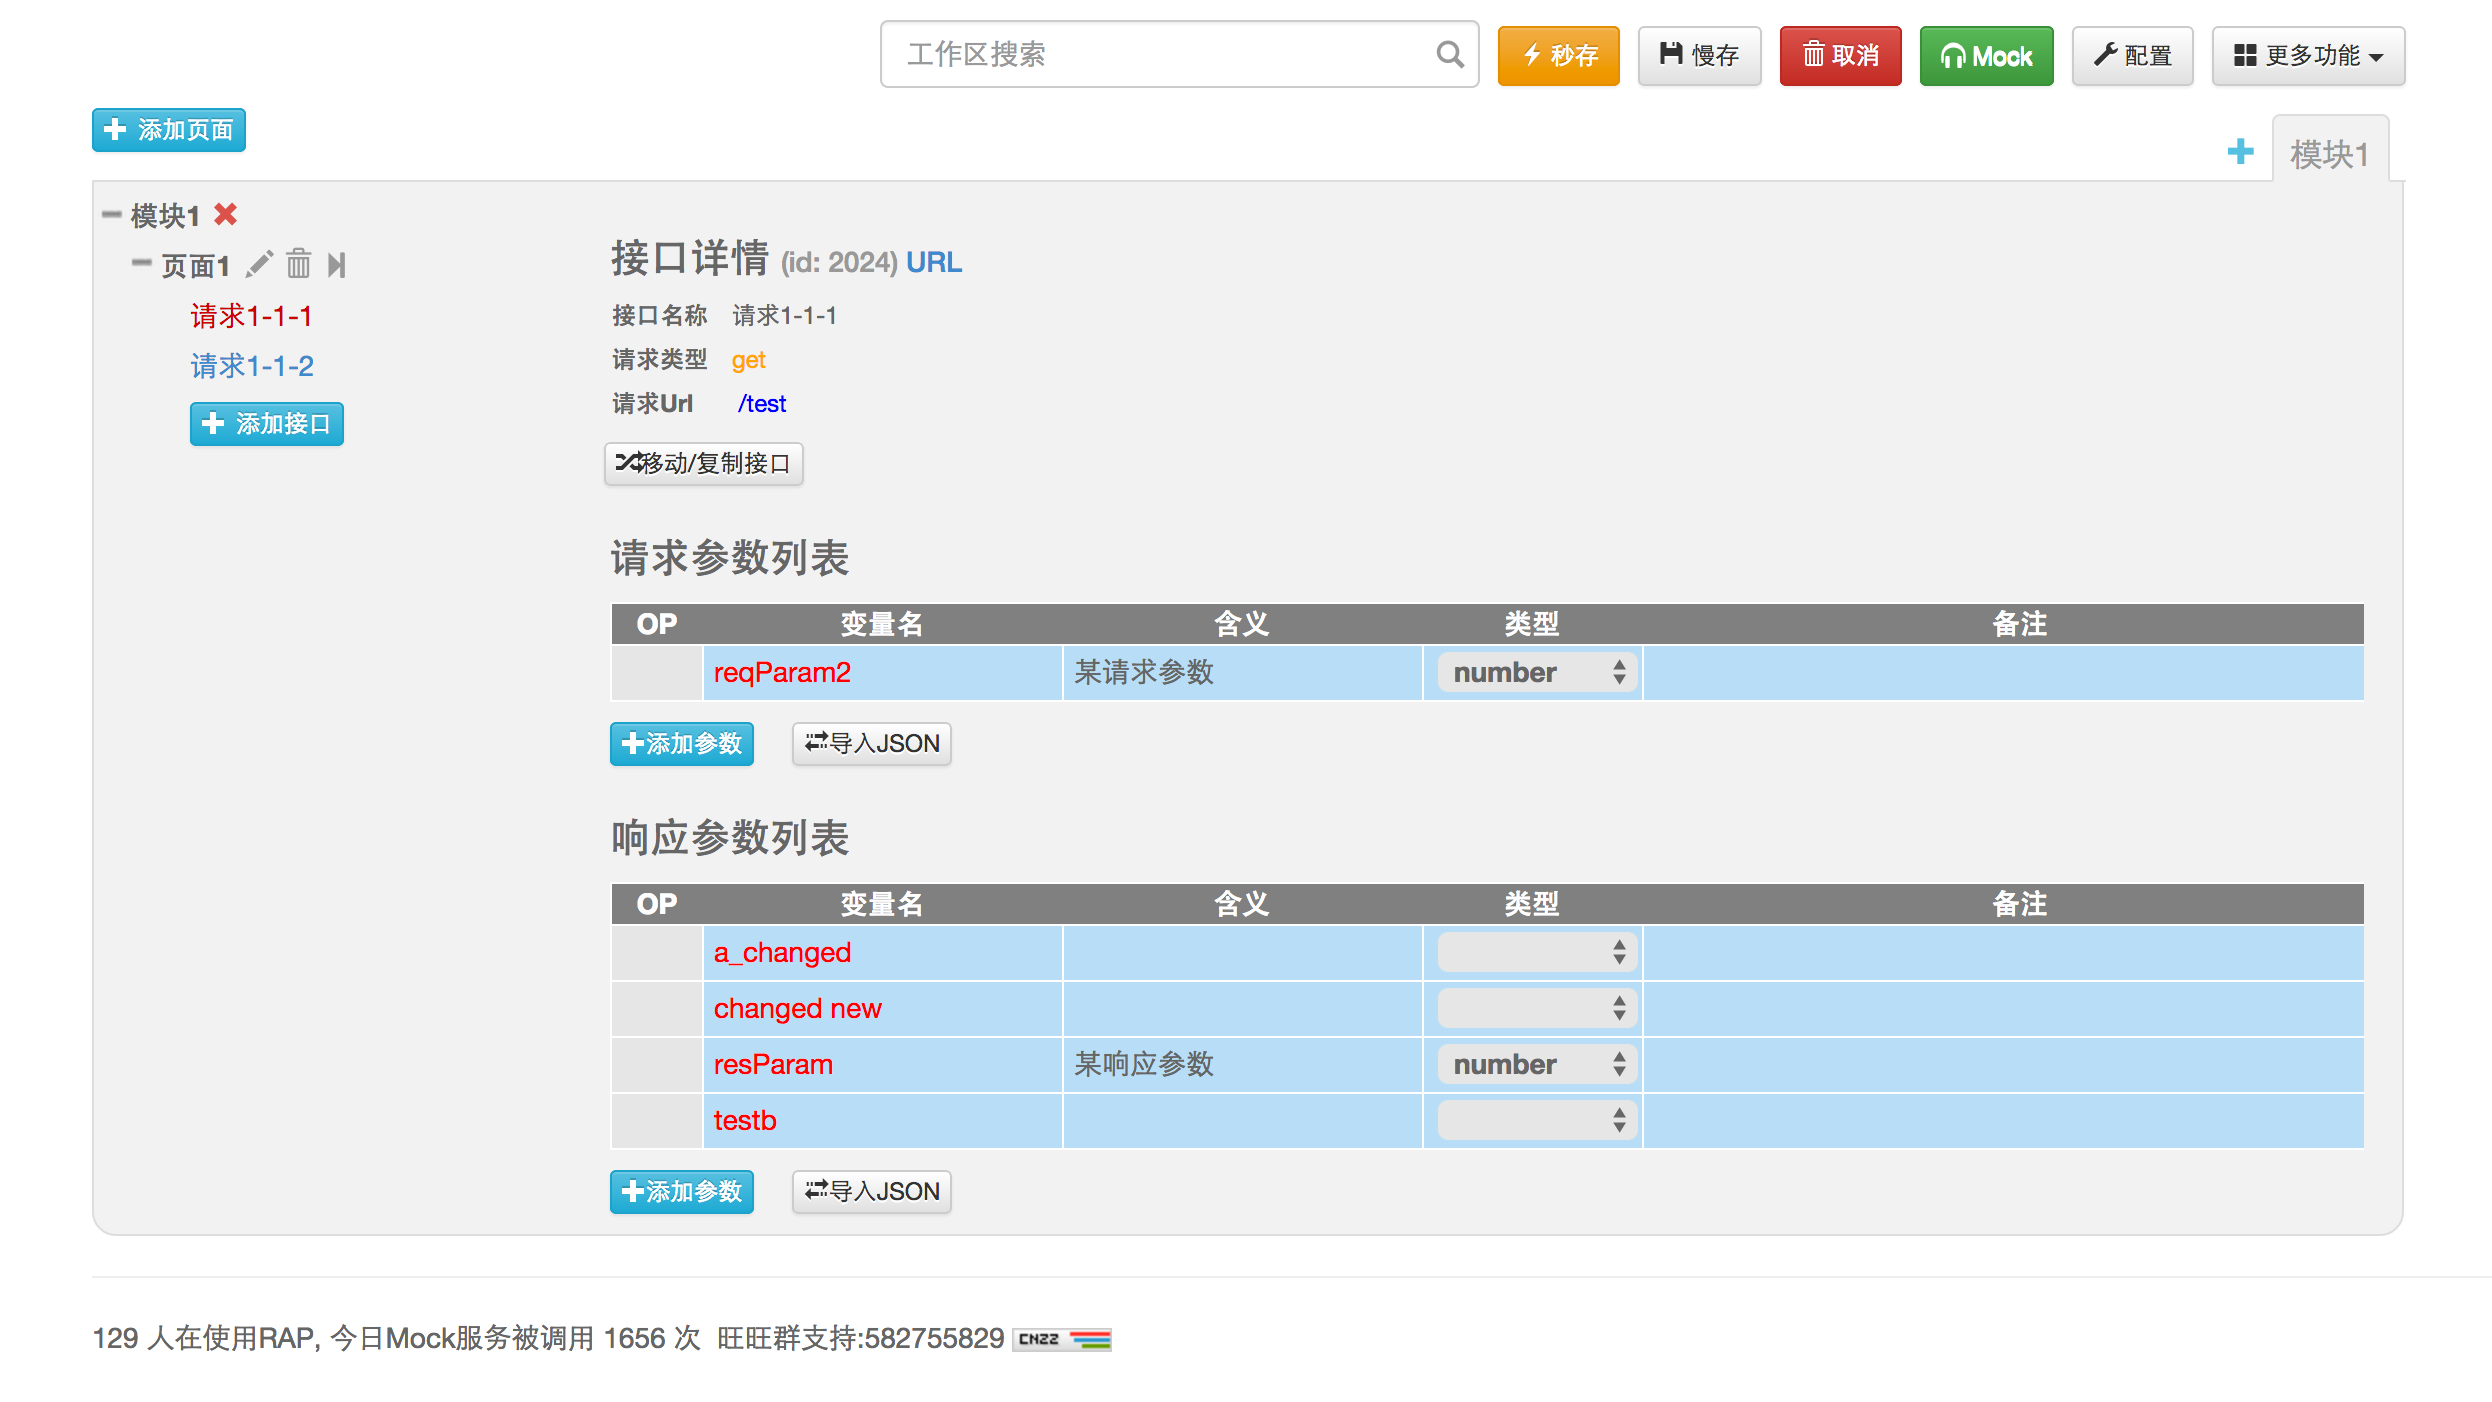 工作区搜索
秒存
慢存
取消
Mock
配置
更多功能
添加页面
模块1
模块1
页面1
请求1-1-1
请求1-1-2
添加接口
接口详情 (id: 2024) URL
接口名称 请求1-1-1
请求类型 get
请求Url /test
移动/复制接口
请求参数列表
OP 变量名 含义 类型 备注
reqParam2 某请求参数 number
添加参数 导入JSON
响应参数列表
OP 变量名 含义 类型 备注
a_changed
changed new
resParam 某响应参数 number
testb
添加参数 导入JSON
129 人在使用RAP, 今日Mock服务被调用 1656 次 旺旺群支持:582755829 CNZZ